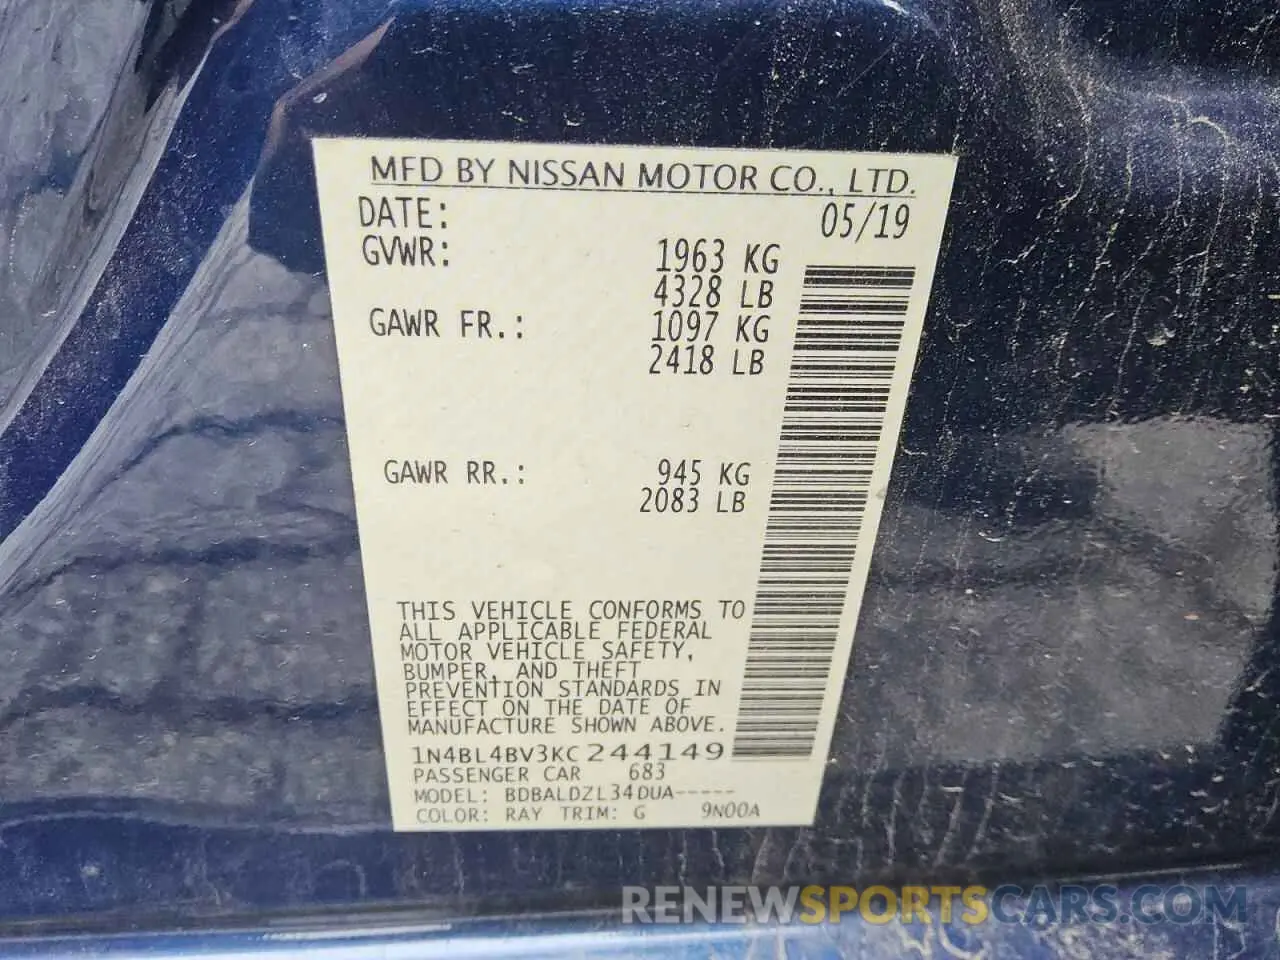 MFD BY NISSAN MOTOR CO., LTD.
DATE: 05/19
GVWR: 1963 KG
4328 LB
GAWR FR.: 1097 KG
2418 LB
GAWR RR.: 945 KG
2083 LB
THIS VEHICLE CONFORMS TO
ALL APPLICABLE FEDERAL
MOTOR VEHICLE SAFETY,
BUMPER, AND THEFT
PREVENTION STANDARDS IN
EFFECT ON THE DATE OF
MANUFACTURE SHOWN ABOVE.
1N4BL4BV3KC244149
PASSENGER CAR 683
MODEL: BDBALDZL34DUA-----
COLOR: RAY TRIM: G 9N00A
RENEWSPORTSCARS.COM